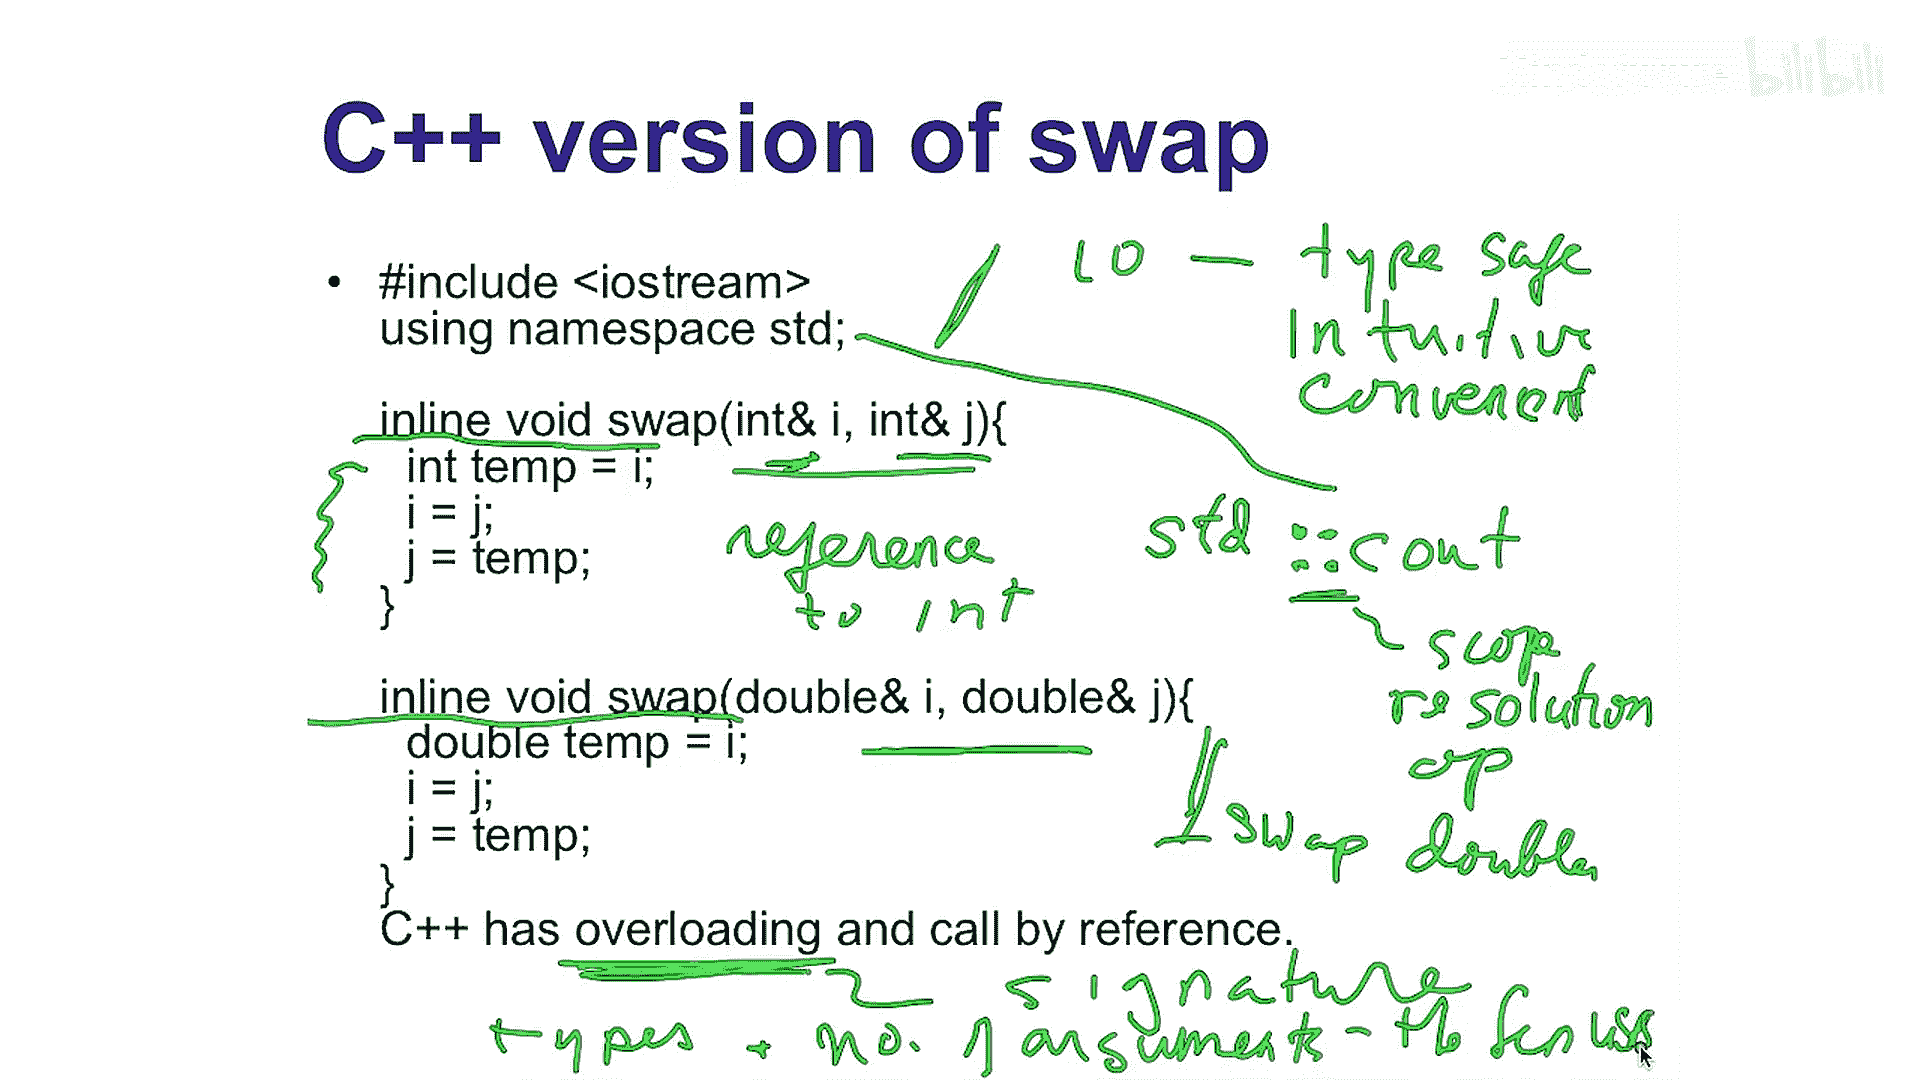 bilibili
C++ version of swap
• #include <iostream>
using namespace std;
IO — type safe
Intuitive
convenent
inline void swap(int& i, int& j){
int temp = i;
i = j;
j = temp;
}
reference
to int
std ::cout
scope
resolution
op
inline void swap(double& i, double& j){
double temp = i;
i = j;
j = temp;
}
swap double
C++ has overloading and call by reference.
signature
types + no. of arguments - the fcn uses